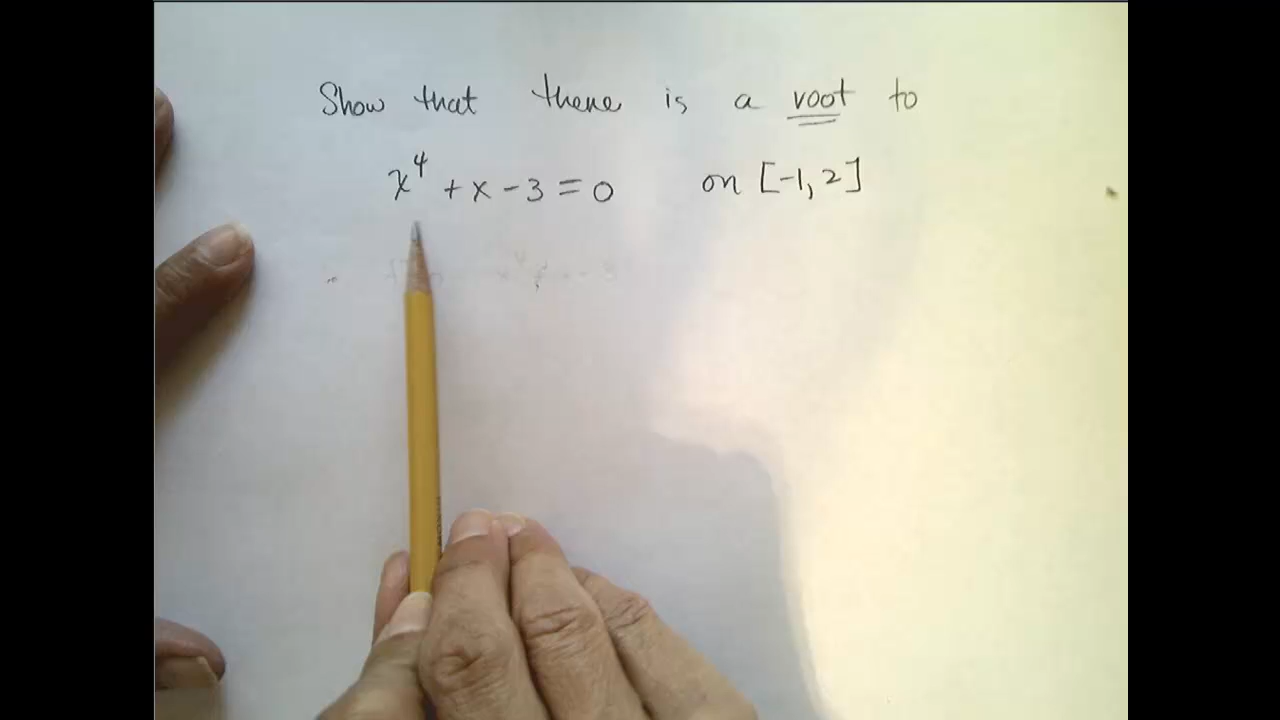 Show that there is a root to
x⁴ + x - 3 = 0 on [-1, 2]